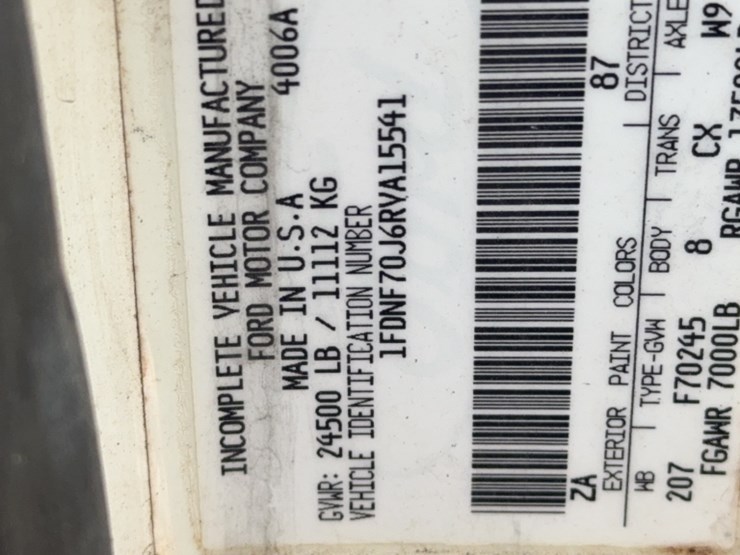 INCOMPLETE VEHICLE MANUFACTURED
FORD MOTOR COMPANY 4006A
MADE IN U.S.A
GVWR: 24500 LB / 11112 KG
VEHICLE IDENTIFICATION NUMBER
1FDNF70J6RVA15541
ZA 87
EXTERIOR PAINT COLORS DISTRICT
WB TYPE-GVW BODY TRANS AXLE
207 F70245 8 CX W9
FGAWR 7000LB RGAWR